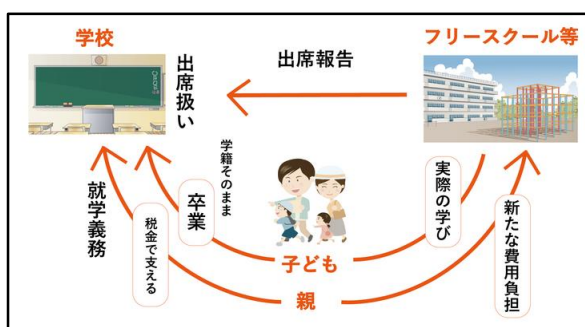 学校
フリースクール等
出席扱い
出席報告
学籍そのまま
卒業
就学義務
税金で支える
実際の学び
新たな費用負担
子ども
親